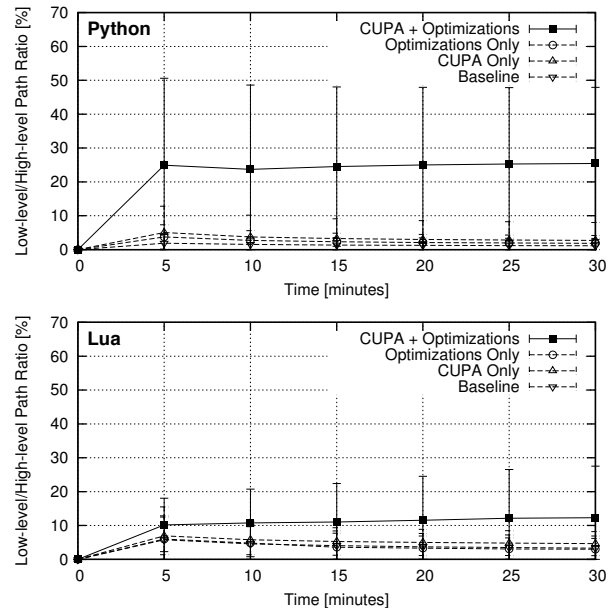 Python
CUPA + Optimizations
Optimizations Only
CUPA Only
Baseline
Low-level/High-level Path Ratio [%]
70
60
50
40
30
20
10
0
0 5 10 15 20 25 30
Time [minutes]
Lua
CUPA + Optimizations
Optimizations Only
CUPA Only
Baseline
Low-level/High-level Path Ratio [%]
70
60
50
40
30
20
10
0
0 5 10 15 20 25 30
Time [minutes]